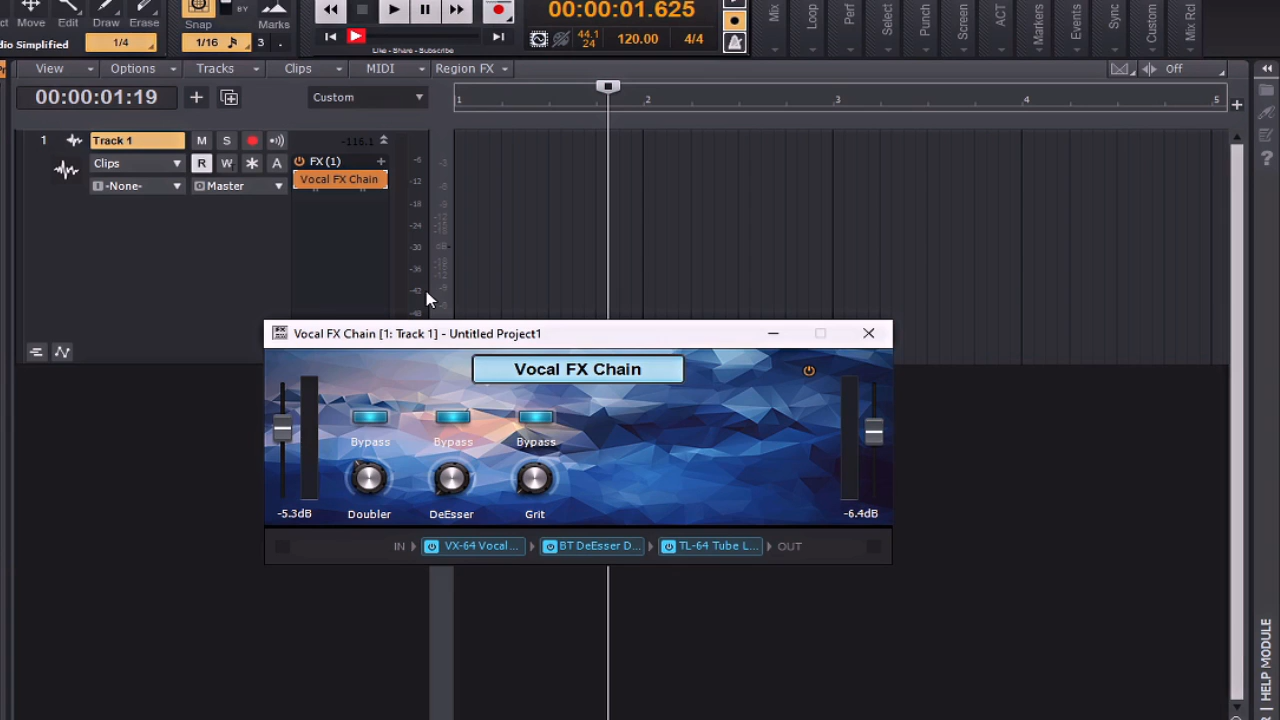 Move Edit Draw Erase Snap BY Marks
00:00:01.625
Mix Loop Perf Punch Screen Select ACT Markers Events Sync Custom Mix Rcl
dio Simplified 1/4 1/16 3 .
Like - Share - Subscribe
44.1
24
120.00 4/4
View Options Tracks Clips MIDI Region FX Off
00:00:01:19 Custom
1 2 3 4 5
1 Track 1 M S -116.1
Clips R W A FX (1)
-None- Master Vocal FX Chain
-6
-12
-18
-24
-30
-36
-42
-48
-3
dB
Vocal FX Chain [1: Track 1] - Untitled Project1
Vocal FX Chain
Bypass Bypass Bypass
Doubler DeEsser Grit
-5.3dB -6.4dB
IN VX-64 Vocal ... BT DeEsser D... TL-64 Tube L... OUT
HELP MODULE